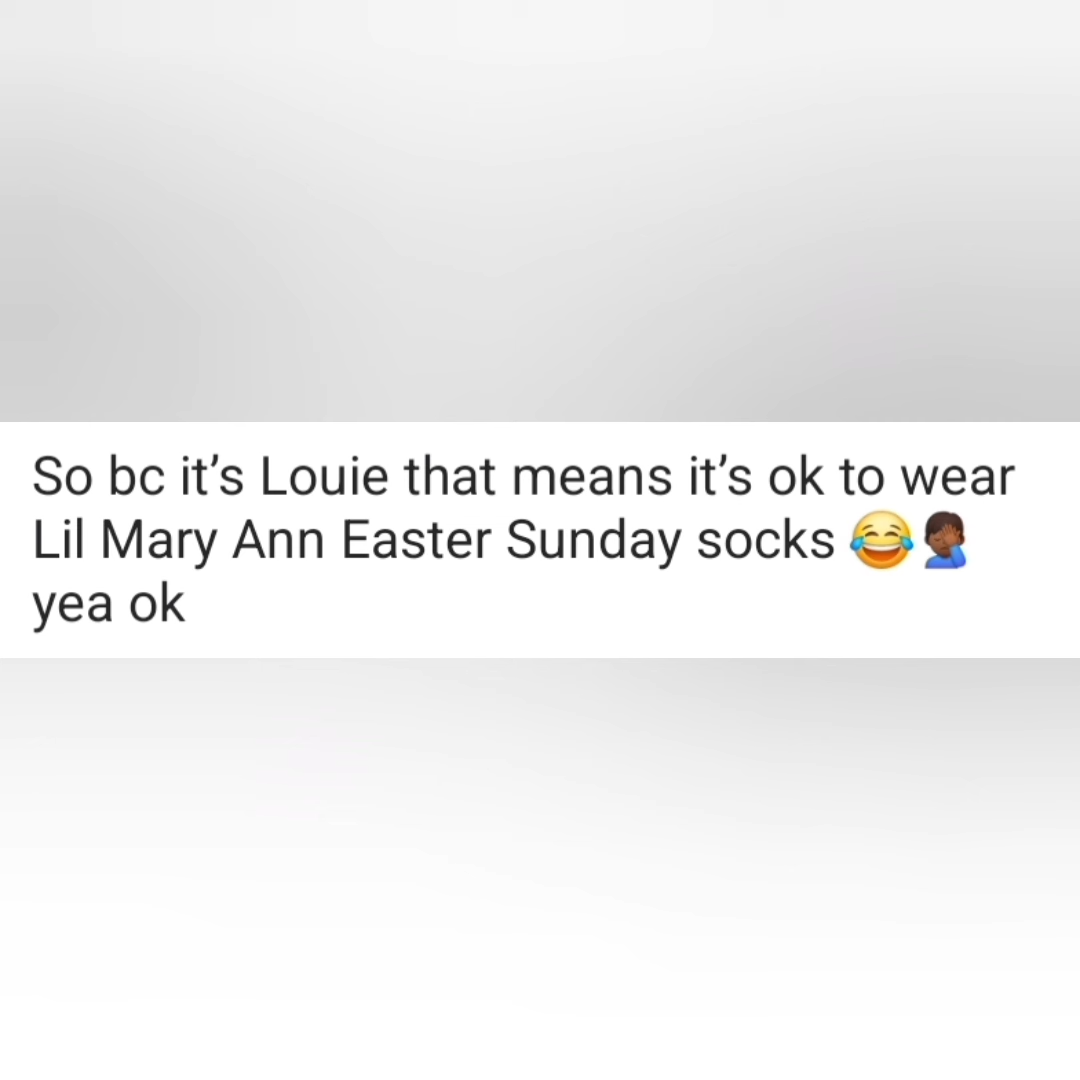 So bc it’s Louie that means it’s ok to wear
Lil Mary Ann Easter Sunday socks 😂🤦🏾‍♂️
yea ok